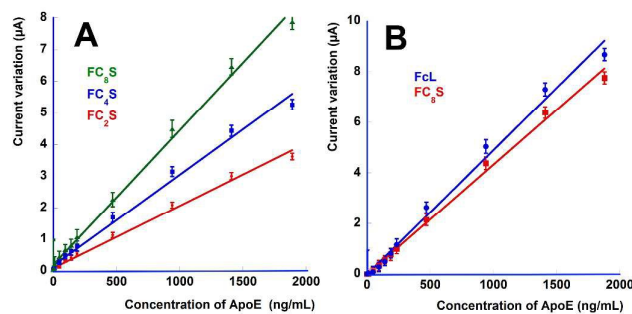 A
FC₈S
FC₄S
FC₂S
Current variation (µA)
8
7
6
5
4
3
2
1
0
0
500
1000
1500
2000
Concentration of ApoE (ng/mL)
B
FcL
FC₈S
Current variation (µA)
10
8
6
4
2
0
0
500
1000
1500
2000
Concentration of ApoE (ng/mL)